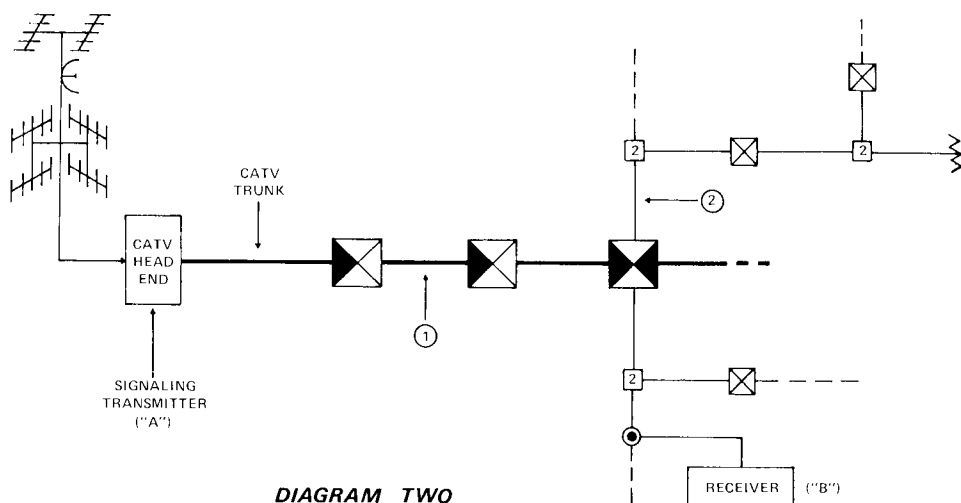 2
2
CATV
TRUNK
2
CATV
HEAD
END
1
SIGNALING
TRANSMITTER
("A")
2
DIAGRAM TWO
RECEIVER ("B")